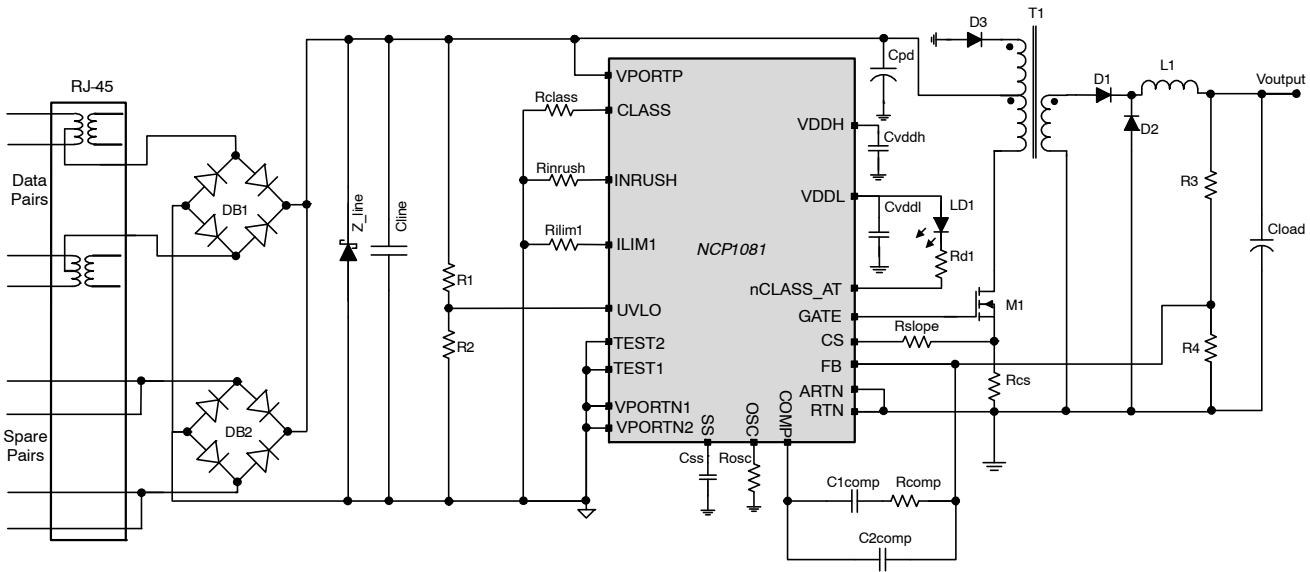 T1
D3
Cpd
L1
D1
Voutput
RJ-45
VPORTP
Rclass
CLASS
VDDH
Cvddh
D2
Data
Pairs
DB1
Z_line
Cline
Rinrush
INRUSH
VDDL
Cvddl
LD1
R3
Rilim1
ILIM1
NCP1081
Rd1
Cload
R1
nCLASS_AT
UVLO
GATE
M1
R2
TEST2
CS
Rslope
R4
TEST1
FB
Rcs
ARTN
VPORTN1
RTN
VPORTN2
Spare
Pairs
DB2
SS
OSC
COMP
Css
Rosc
C1comp
Rcomp
C2comp